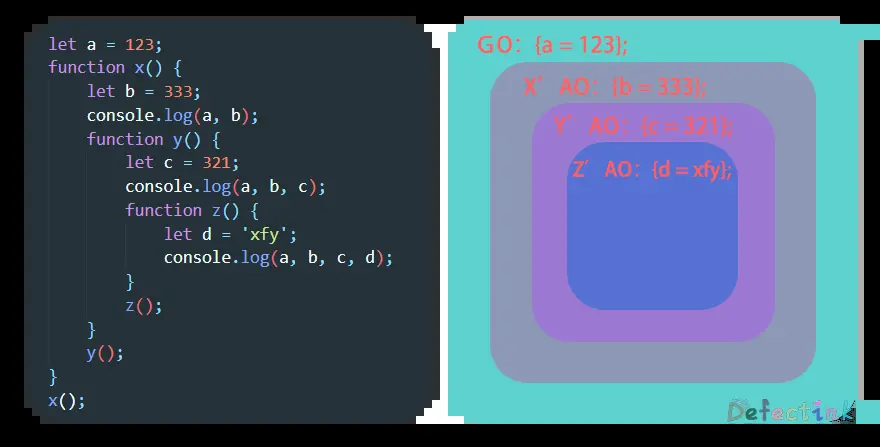 let a = 123;
function x() {
let b = 333;
console.log(a, b);
function y() {
let c = 321;
console.log(a, b, c);
function z() {
let d = 'xfy';
console.log(a, b, c, d);
}
z();
}
y();
}
x();
GO: {a = 123};
X' AO: {b = 333};
Y' AO: {c = 321};
Z' AO: {d = xfy};
Defectink